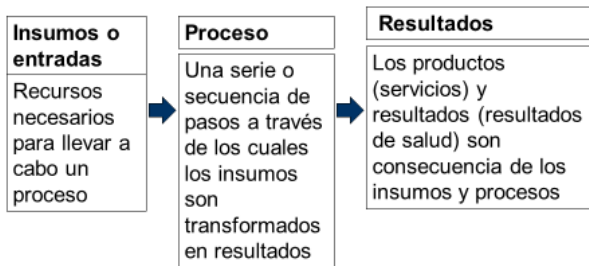 Insumos o
entradas
Recursos
necesarios
para llevar a
cabo un
proceso
Proceso
Una serie o
secuencia de
pasos a través
de los cuales
los insumos
son
transformados
en resultados
Resultados
Los productos
(servicios) y
resultados (resultados
de salud) son
consecuencia de los
insumos y procesos